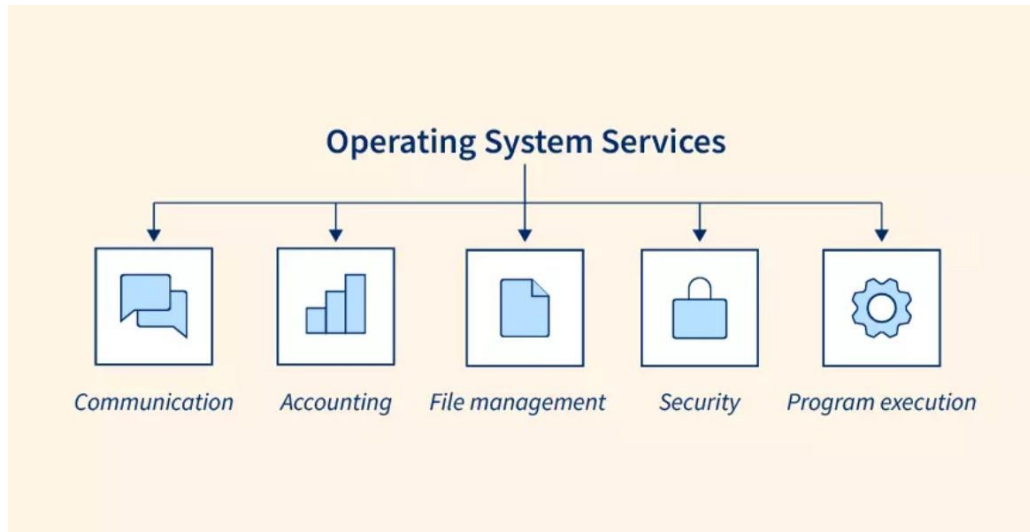 Operating System Services
Communication
Accounting
File management
Security
Program execution